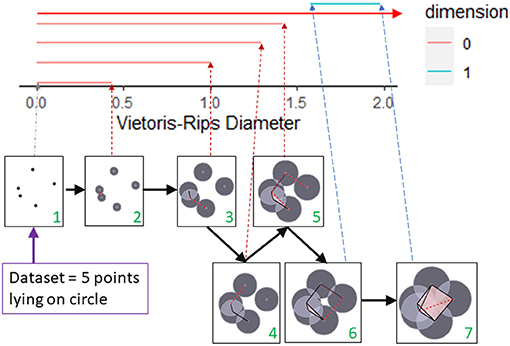 dimension
0
1
0.0 0.5 1.0 1.5 2.0
Vietoris-Rips Diameter
1 2 3 5
Dataset = 5 points
lying on circle
4 6 7